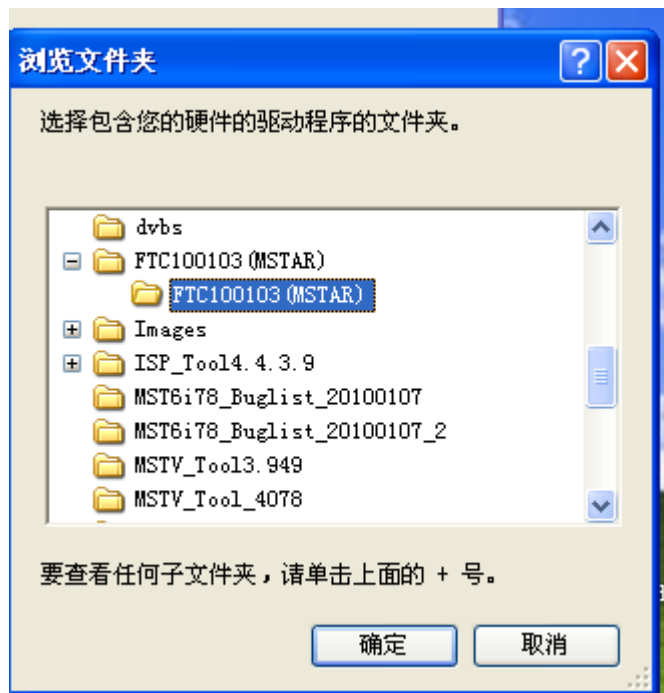 浏览文件夹
选择包含您的硬件的驱动程序的文件夹。
dvbs
FTC100103(MSTAR)
FTC100103(MSTAR)
Images
ISP_Tool4.4.3.9
MST6i78_Buglist_20100107
MST6i78_Buglist_20100107_2
MSTV_Tool3.949
MSTV_Tool_4078
要查看任何子文件夹，请单击上面的 + 号。
确定 取消